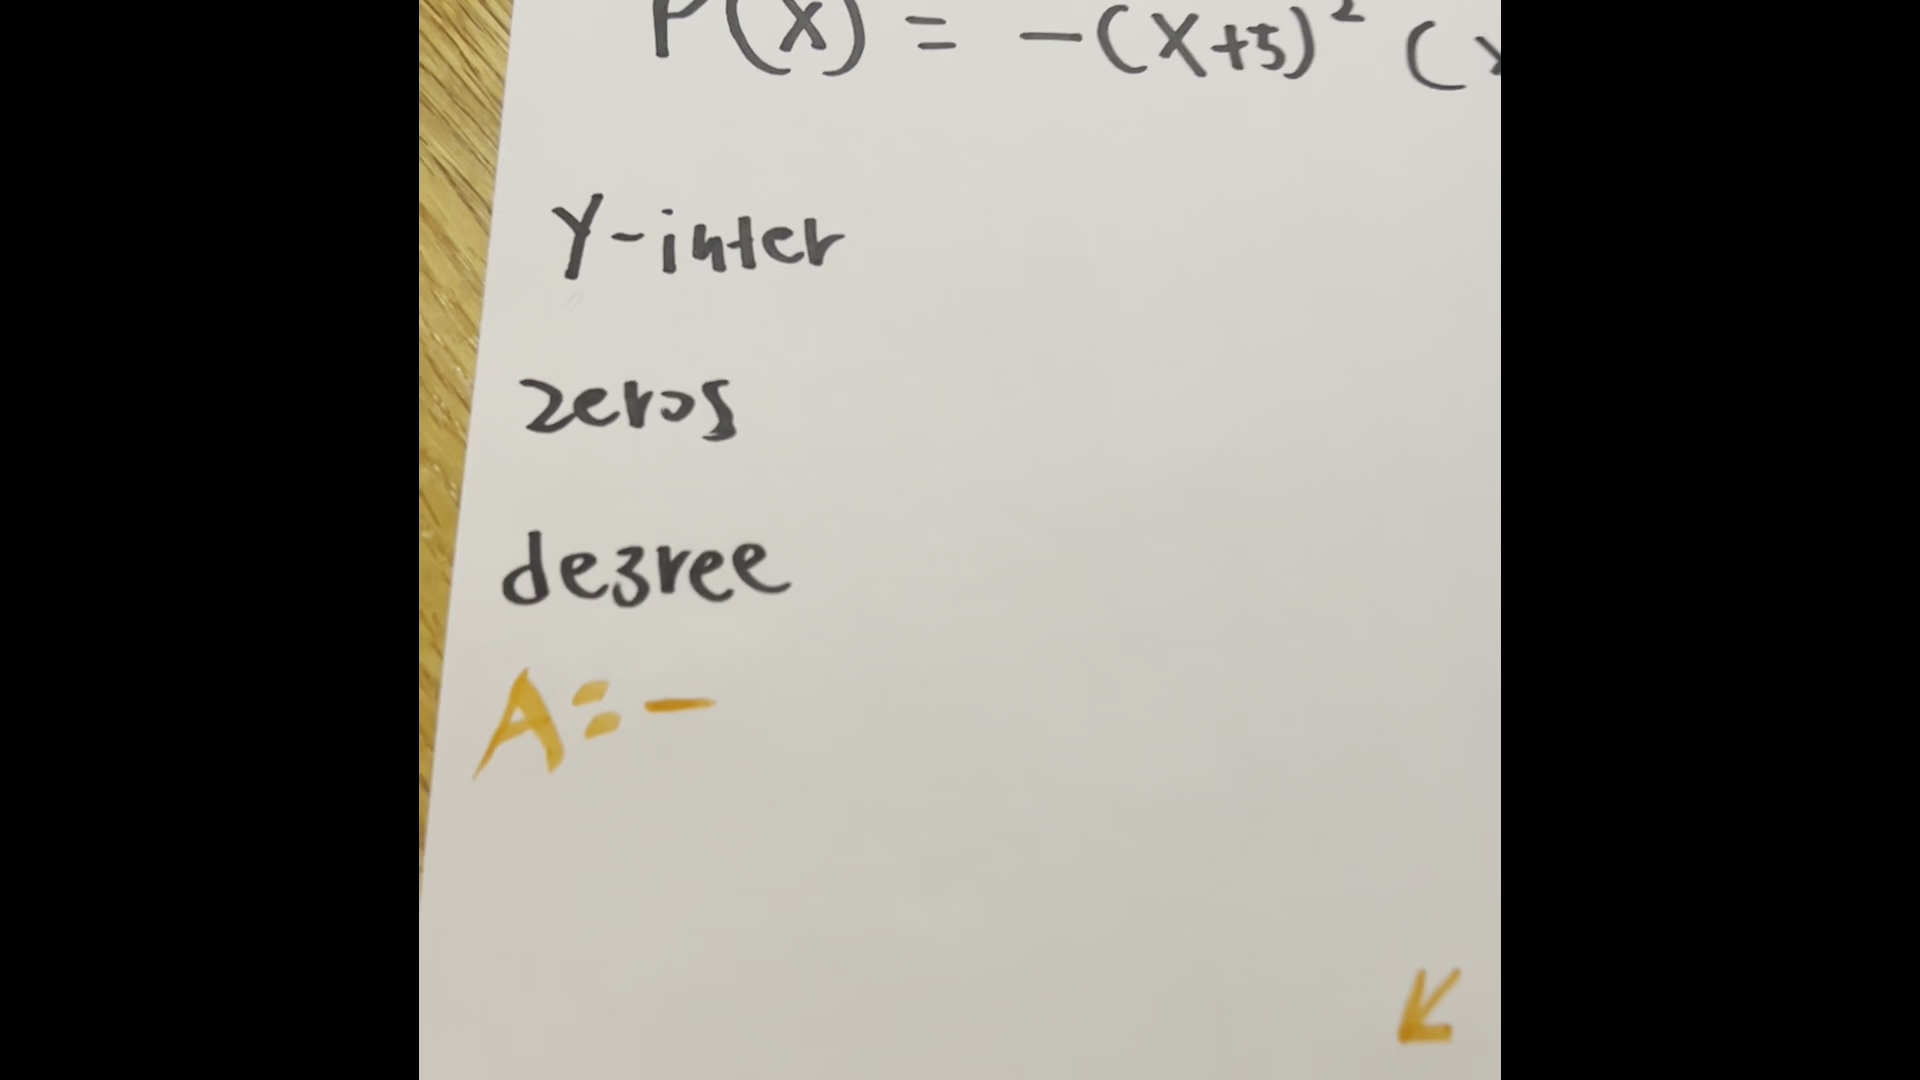 P(x) = -(x+5)² (x
Y-inter
zeros
degree
A = -
↙